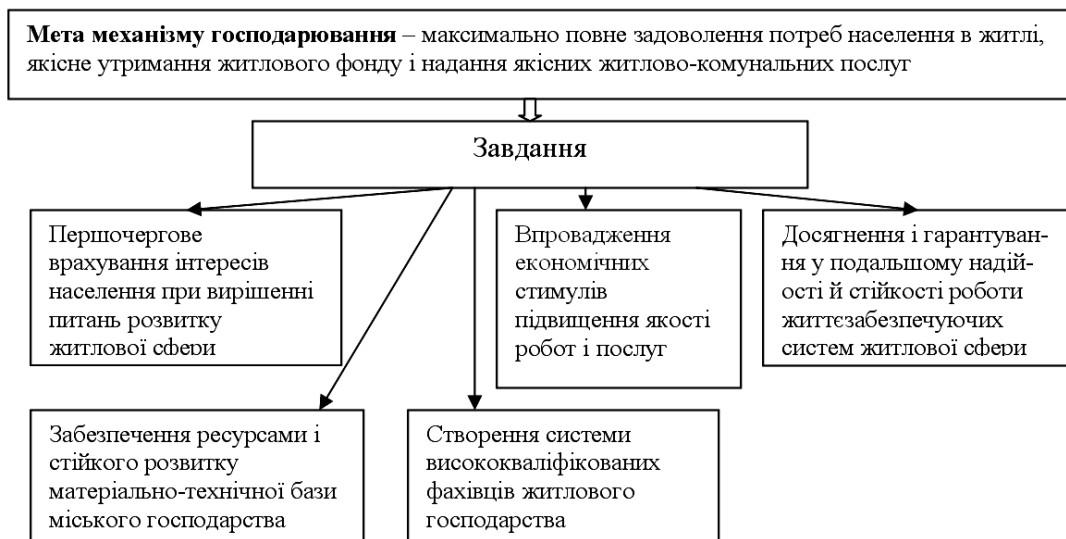 Мета механізму господарювання – максимально повне задоволення потреб населення в житлі,
якісне утримання житлового фонду і надання якісних житлово-комунальних послуг
Завдання
Першочергове
врахування інтересів
населення при вирішенні
питань розвитку
житлової сфери
Впровадження
економічних
стимулів
підвищення якості
робот і послуг
Досягнення і гарантуван-
ня у подальшому надій-
ості й стійкості роботи
життєзабезпечуючих
систем житлової сфери
Забезпечення ресурсами і
стійкого розвитку
матеріально-технічної бази
міського господарства
Створення системи
висококваліфікованих
фахівців житлового
господарства